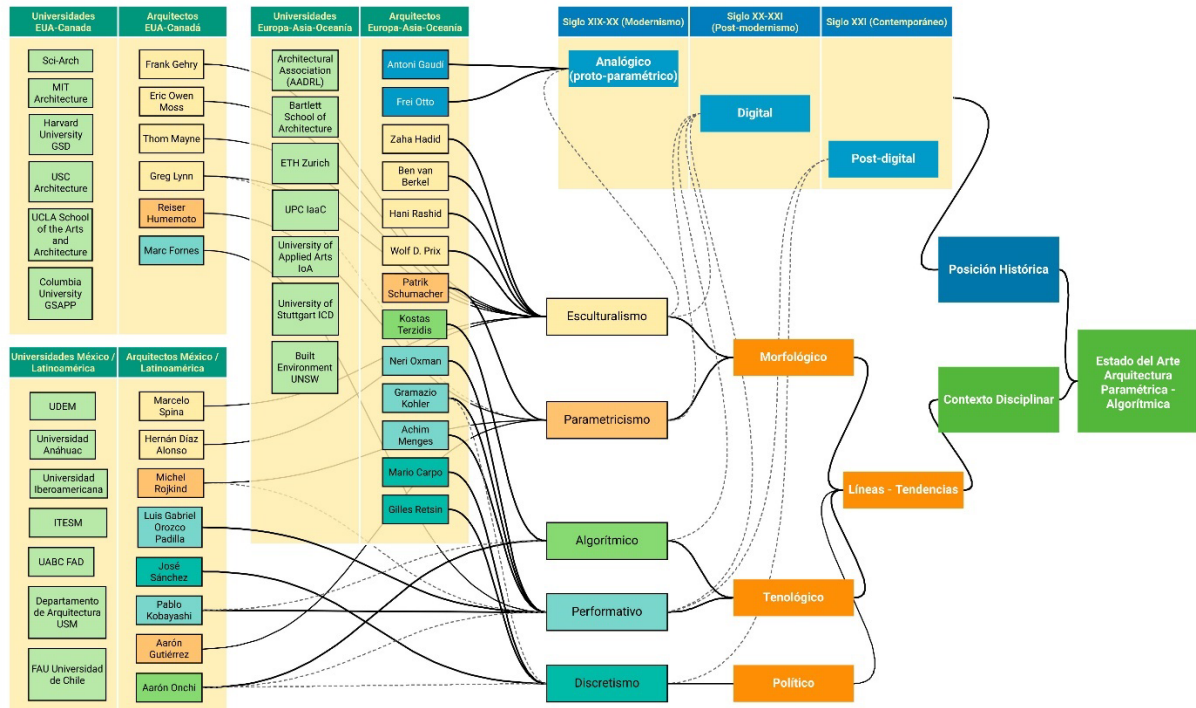 Universidades
EUA-Canada
Arquitectos
EUA-Canadá
Sci-Arch
MIT
Architecture
Harvard
University
GSD
USC
Architecture
UCLA School
of the Arts
and
Architecture
Columbia
University
GSAPP
Frank Gehry
Eric Owen
Moss
Thom Mayne
Greg Lynn
Reiser
Humemoto
Marc Fornes
Universidades México /
Latinoamérica
Arquitectos México /
Latinoamérica
UDEM
Universidad
Anáhuac
Universidad
Iberoamericana
ITESM
UABC FAD
Departamento
de Arquitectura
USM
FAU Universidad
de Chile
Marcelo
Spina
Hernán Díaz
Alonso
Michel
Rojkind
Luis Gabriel
Orozco
Padilla
José
Sánchez
Pablo
Kobayashi
Aarón
Gutiérrez
Aarón Onchi
Universidades
Europa-Asia-Oceanía
Arquitectos
Europa-Asia-Oceanía
Architectural
Association
(AADRL)
Bartlett
School of
Architecture
ETH Zurich
UPC IaaC
University of
Applied Arts
IoA
University of
Stuttgart ICD
Built
Environment
UNSW
Antoni Gaudí
Frei Otto
Zaha Hadid
Ben van
Berkel
Hani Rashid
Wolf D. Prix
Patrik
Schumacher
Kostas
Terzidis
Neri Oxman
Gramazio
Kohler
Achim
Menges
Mario Carpo
Gilles Retsin
Siglo XIX-XX (Modernismo)
Siglo XX-XXI
(Post-modernismo)
Siglo XXI (Contemporáneo)
Analógico
(proto-paramétrico)
Digital
Post-digital
Esculturalismo
Parametricismo
Algorítmico
Performativo
Discretismo
Morfológico
Tenológico
Político
Líneas - Tendencias
Posición Histórica
Contexto Disciplinar
Estado del Arte
Arquitectura
Paramétrica -
Algorítmica